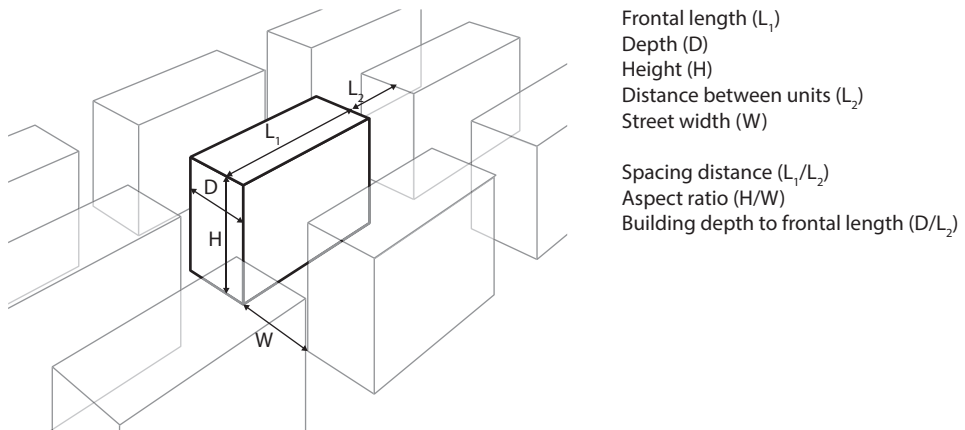 Frontal length (L₁)
Depth (D)
Height (H)
Distance between units (L₂)
Street width (W)
Spacing distance (L₁/L₂)
Aspect ratio (H/W)
Building depth to frontal length (D/L₂)
L₂
L₁
D
H
W